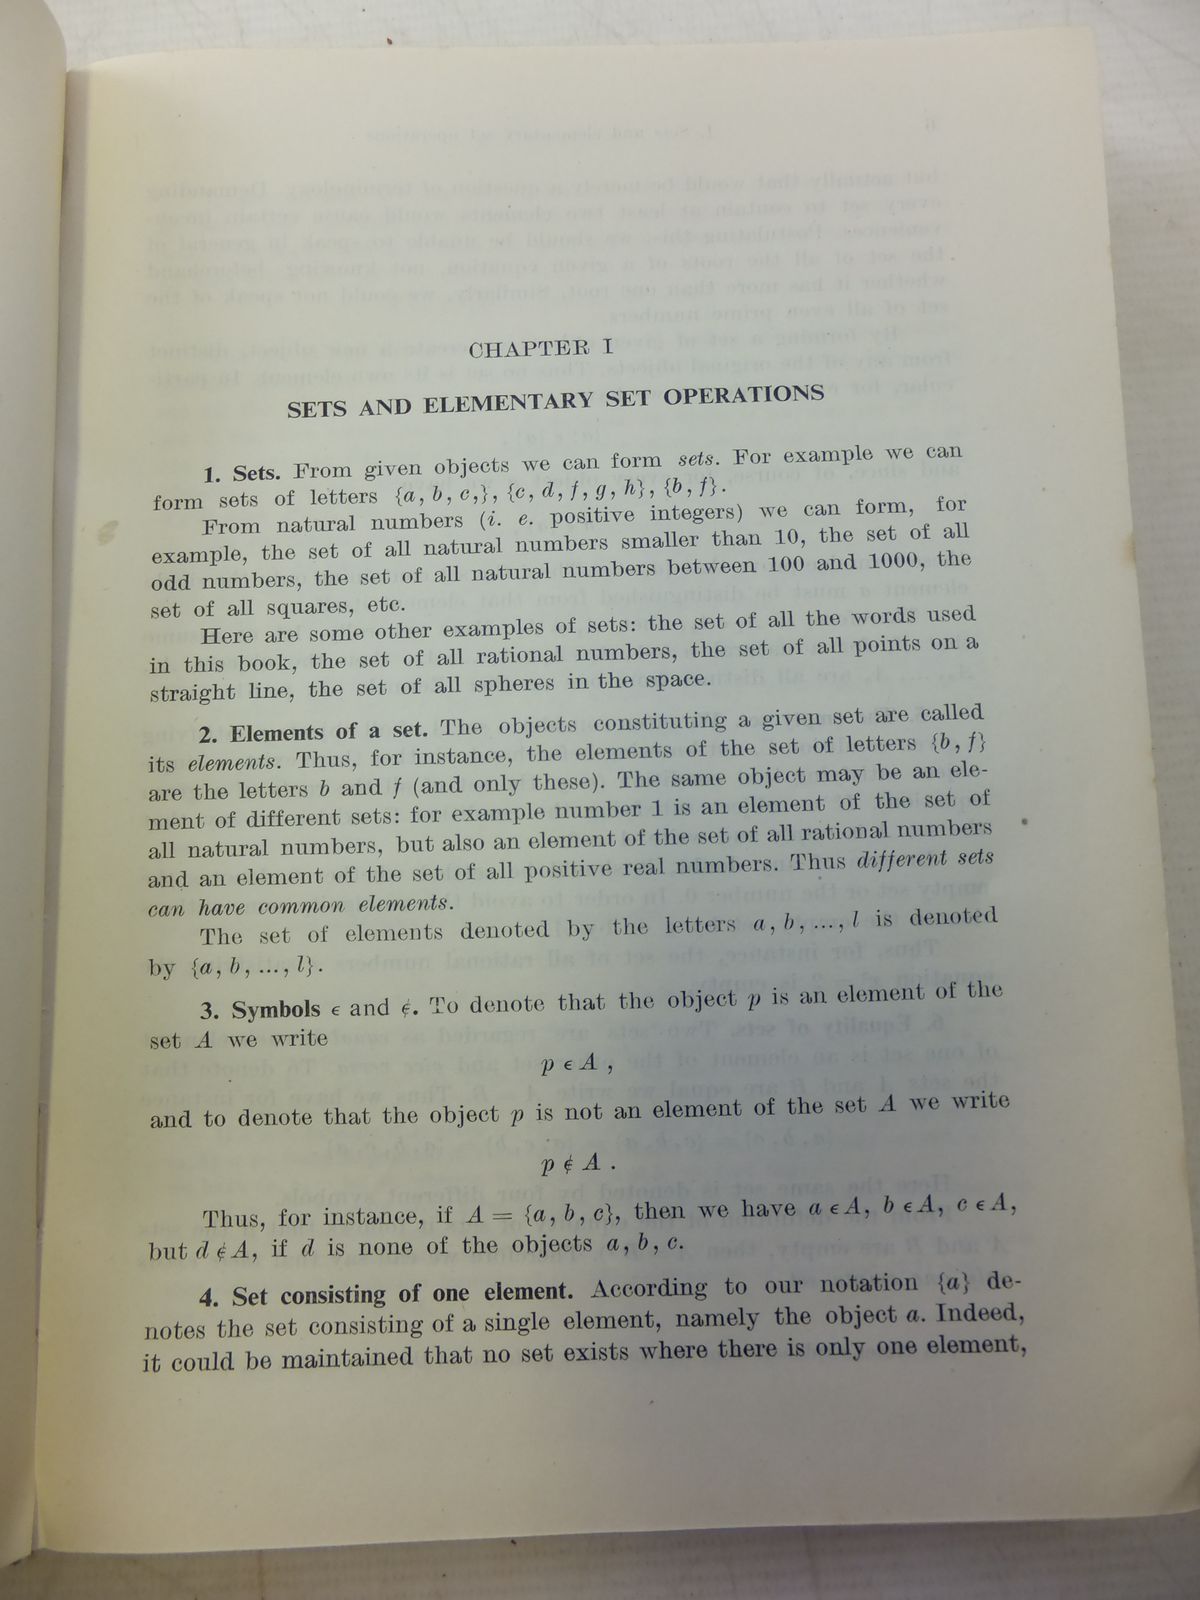 CHAPTER I
SETS AND ELEMENTARY SET OPERATIONS
1. Sets. From given objects we can form sets. For example we can
form sets of letters {a, b, c,}, {c, d, f, g, h}, {b, f}.
From natural numbers (i. e. positive integers) we can form, for
example, the set of all natural numbers smaller than 10, the set of all
odd numbers, the set of all natural numbers between 100 and 1000, the
set of all squares, etc.
Here are some other examples of sets: the set of all the words used
in this book, the set of all rational numbers, the set of all points on a
straight line, the set of all spheres in the space.
2. Elements of a set. The objects constituting a given set are called
its elements. Thus, for instance, the elements of the set of letters {b, f}
are the letters b and f (and only these). The same object may be an ele-
ment of different sets: for example number 1 is an element of the set of
all natural numbers, but also an element of the set of all rational numbers
and an element of the set of all positive real numbers. Thus different sets
can have common elements.
The set of elements denoted by the letters a, b, ..., l is denoted
by {a, b, ..., l}.
3. Symbols ϵ and ∉. To denote that the object p is an element of the
set A we write
p ϵ A ,
and to denote that the object p is not an element of the set A we write
p ∉ A .
Thus, for instance, if A = {a, b, c}, then we have a ϵ A, b ϵ A, c ϵ A,
but d ∉ A, if d is none of the objects a, b, c.
4. Set consisting of one element. According to our notation {a} de-
notes the set consisting of a single element, namely the object a. Indeed,
it could be maintained that no set exists where there is only one element,